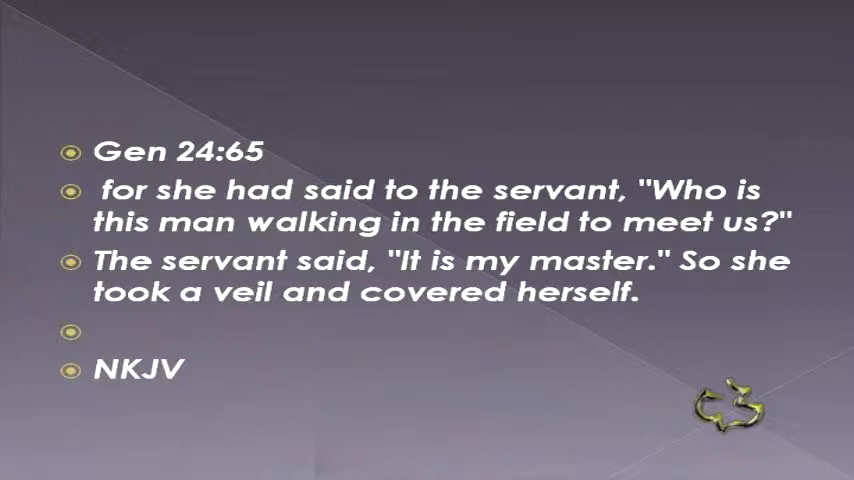 Gen 24:65
for she had said to the servant, "Who is
this man walking in the field to meet us?"
The servant said, "It is my master." So she
took a veil and covered herself.
NKJV